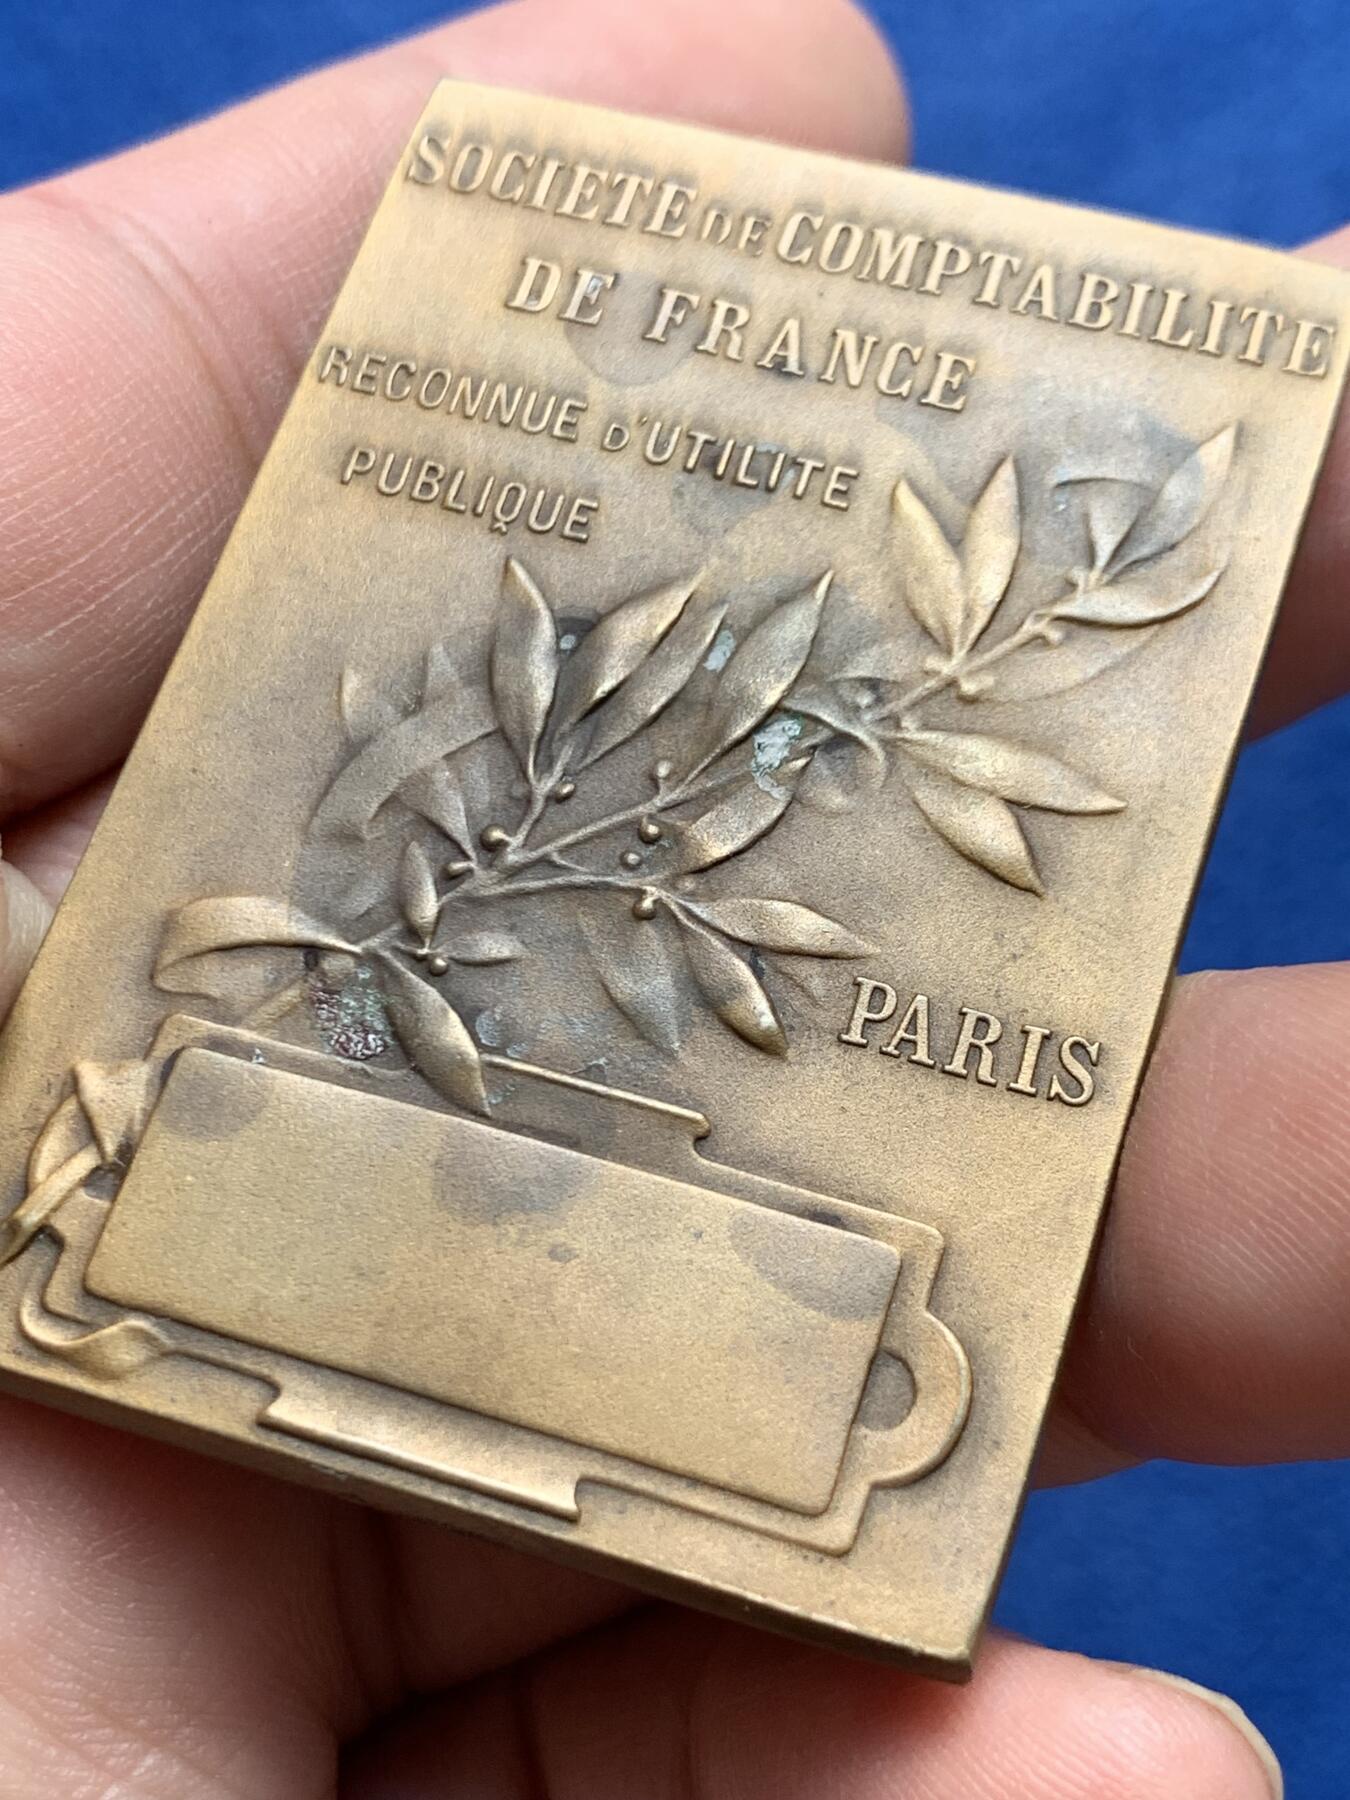 SOCIETE DE COMPTABILITE
DE FRANCE
RECONNUE D'UTILITE
PUBLIQUE
PARIS